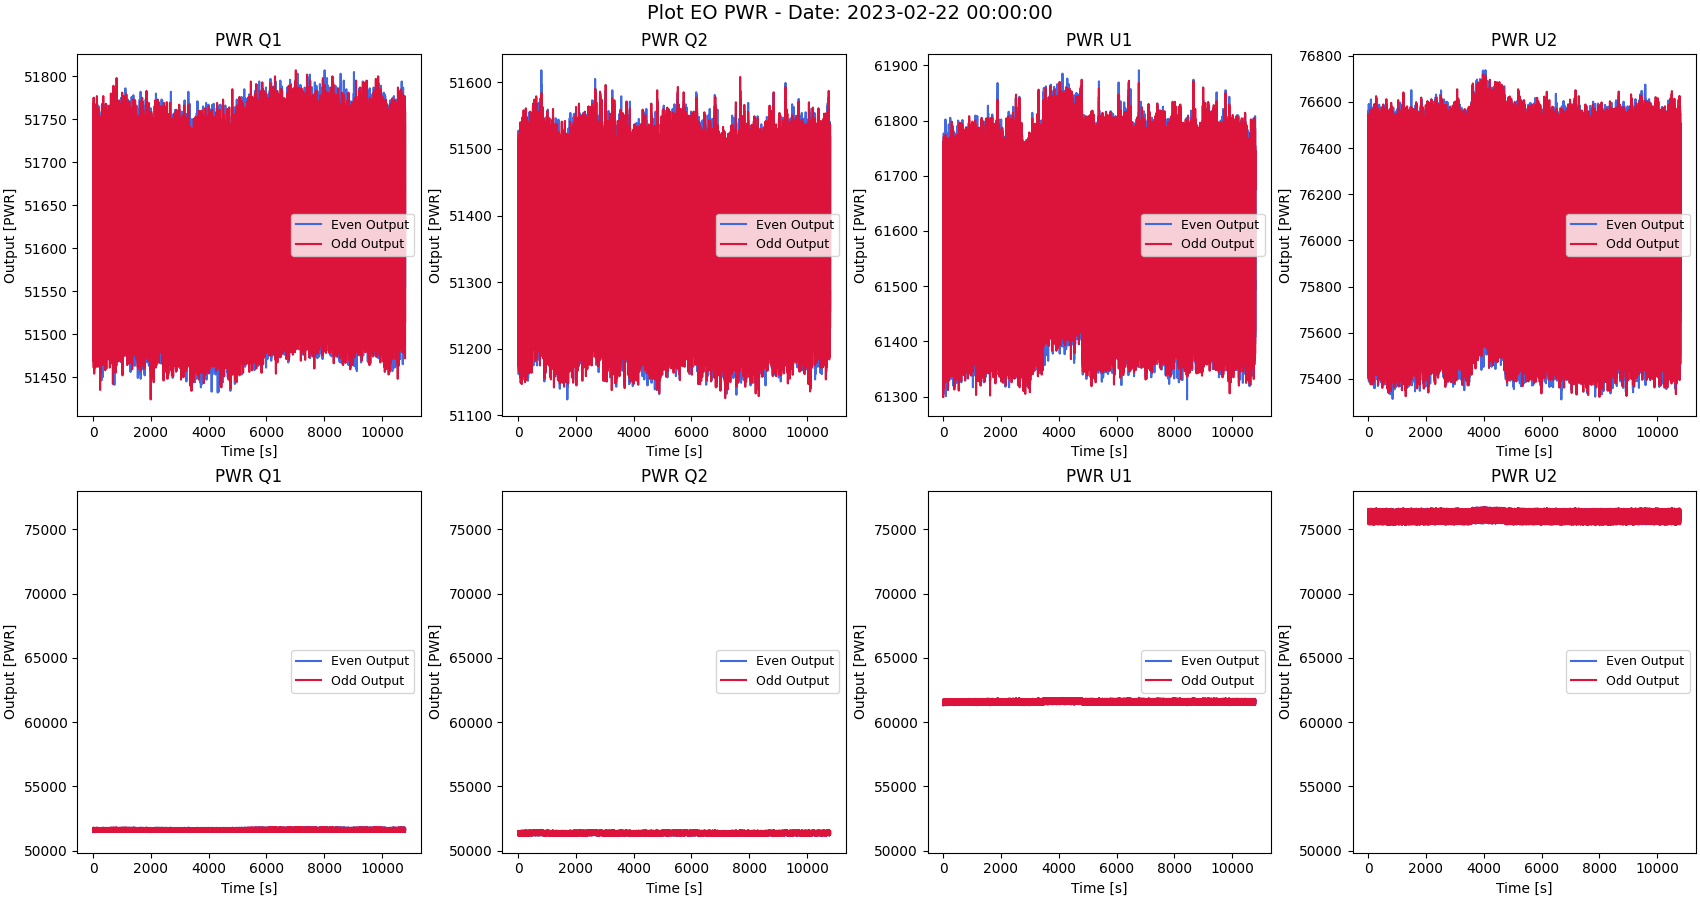 Plot EO PWR - Date: 2023-02-22 00:00:00
PWR Q1
Output [PWR]
51800
51750
51700
51650
51600
51550
51500
51450
Even Output
Odd Output
0 2000 4000 6000 8000 10000
Time [s]
PWR Q2
Output [PWR]
51600
51500
51400
51300
51200
51100
Even Output
Odd Output
0 2000 4000 6000 8000 10000
Time [s]
PWR U1
Output [PWR]
61900
61800
61700
61600
61500
61400
61300
Even Output
Odd Output
0 2000 4000 6000 8000 10000
Time [s]
PWR U2
Output [PWR]
76800
76600
76400
76200
76000
75800
75600
75400
Even Output
Odd Output
0 2000 4000 6000 8000 10000
Time [s]
PWR Q1
Output [PWR]
75000
70000
65000
60000
55000
50000
Even Output
Odd Output
0 2000 4000 6000 8000 10000
Time [s]
PWR Q2
Output [PWR]
75000
70000
65000
60000
55000
50000
Even Output
Odd Output
0 2000 4000 6000 8000 10000
Time [s]
PWR U1
Output [PWR]
75000
70000
65000
60000
55000
50000
Even Output
Odd Output
0 2000 4000 6000 8000 10000
Time [s]
PWR U2
Output [PWR]
75000
70000
65000
60000
55000
50000
Even Output
Odd Output
0 2000 4000 6000 8000 10000
Time [s]